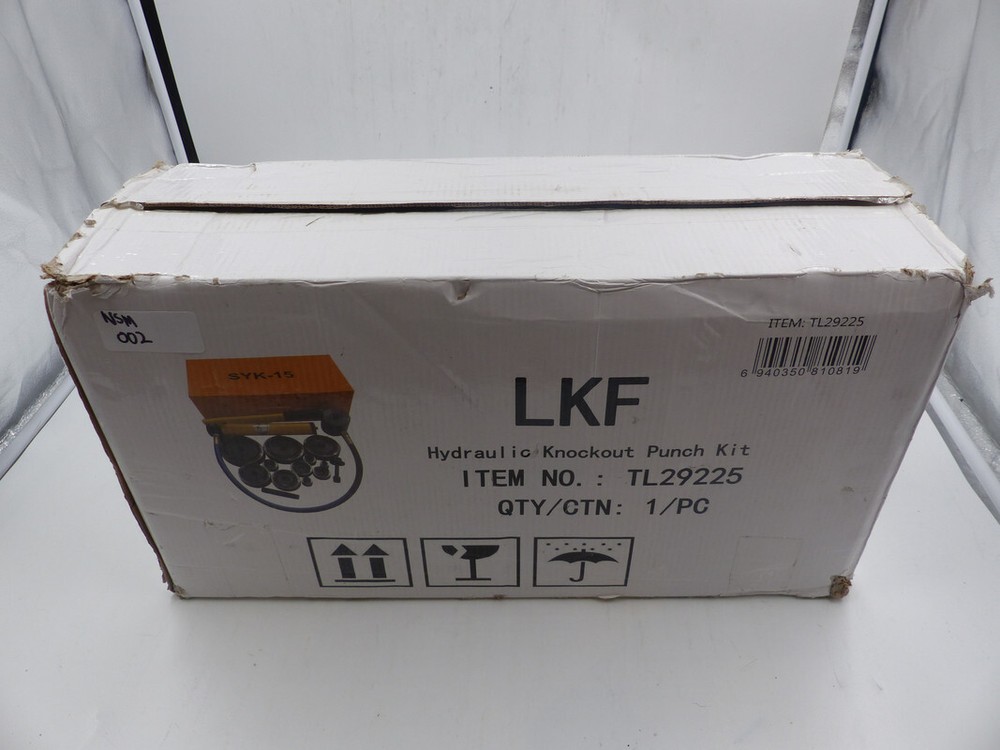 NSM
002
SYK-15
ITEM: TL29225
6 940350 810819
LKF
Hydraulic Knockout Punch Kit
ITEM NO.: TL29225
QTY/CTN: 1/PC